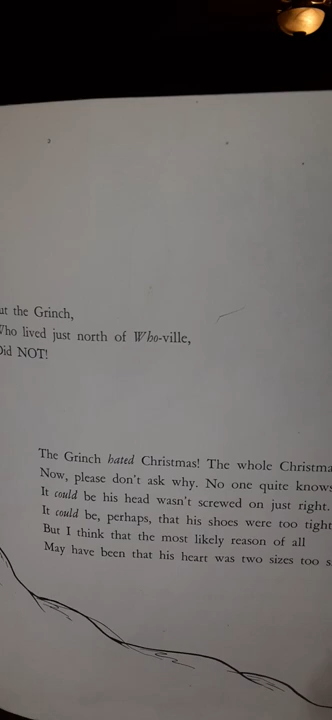 ut the Grinch,
Who lived just north of Who-ville,
Did NOT!
The Grinch hated Christmas! The whole Christma
Now, please don't ask why. No one quite knows
It could be his head wasn't screwed on just right.
It could be, perhaps, that his shoes were too tight
But I think that the most likely reason of all
May have been that his heart was two sizes too s